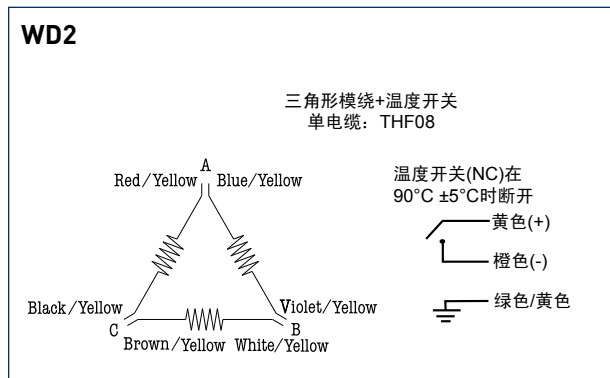 WD2
三角形模绕+温度开关
单电缆：THF08
A
Red/Yellow Blue/Yellow
温度开关(NC)在
90°C ±5°C时断开
黄色(+)
橙色(-)
Black/Yellow Violet/Yellow
绿色/黄色
C B
Brown/Yellow White/Yellow